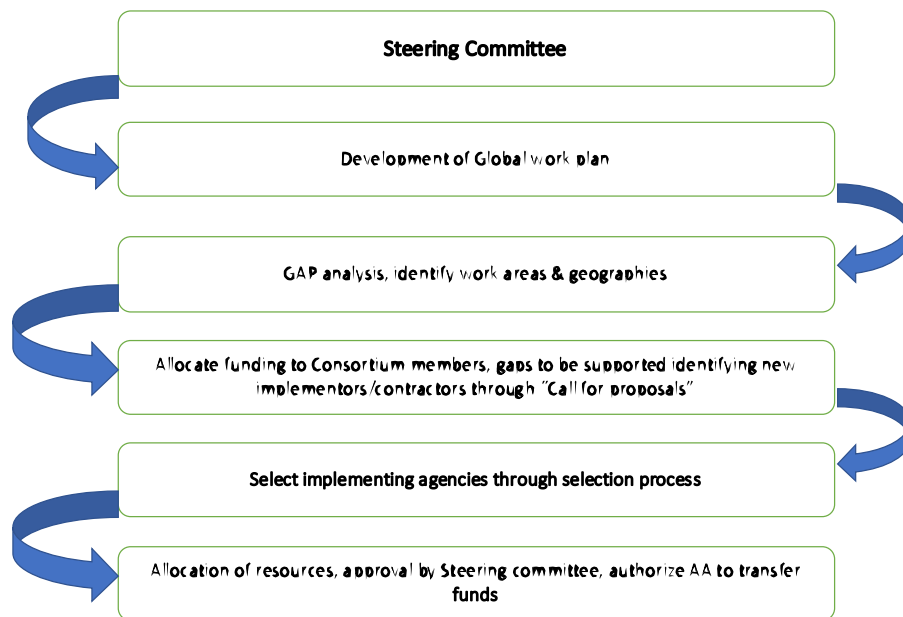 Steering Committee
Development of Global work plan
GAP analysis, identify work areas & geographies
Allocate funding to Consortium members, gaps to be supported identifying new
implementors/contractors through "Call for proposals"
Select implementing agencies through selection process
Allocation of resources, approval by Steering committee, authorize AA to transfer
funds